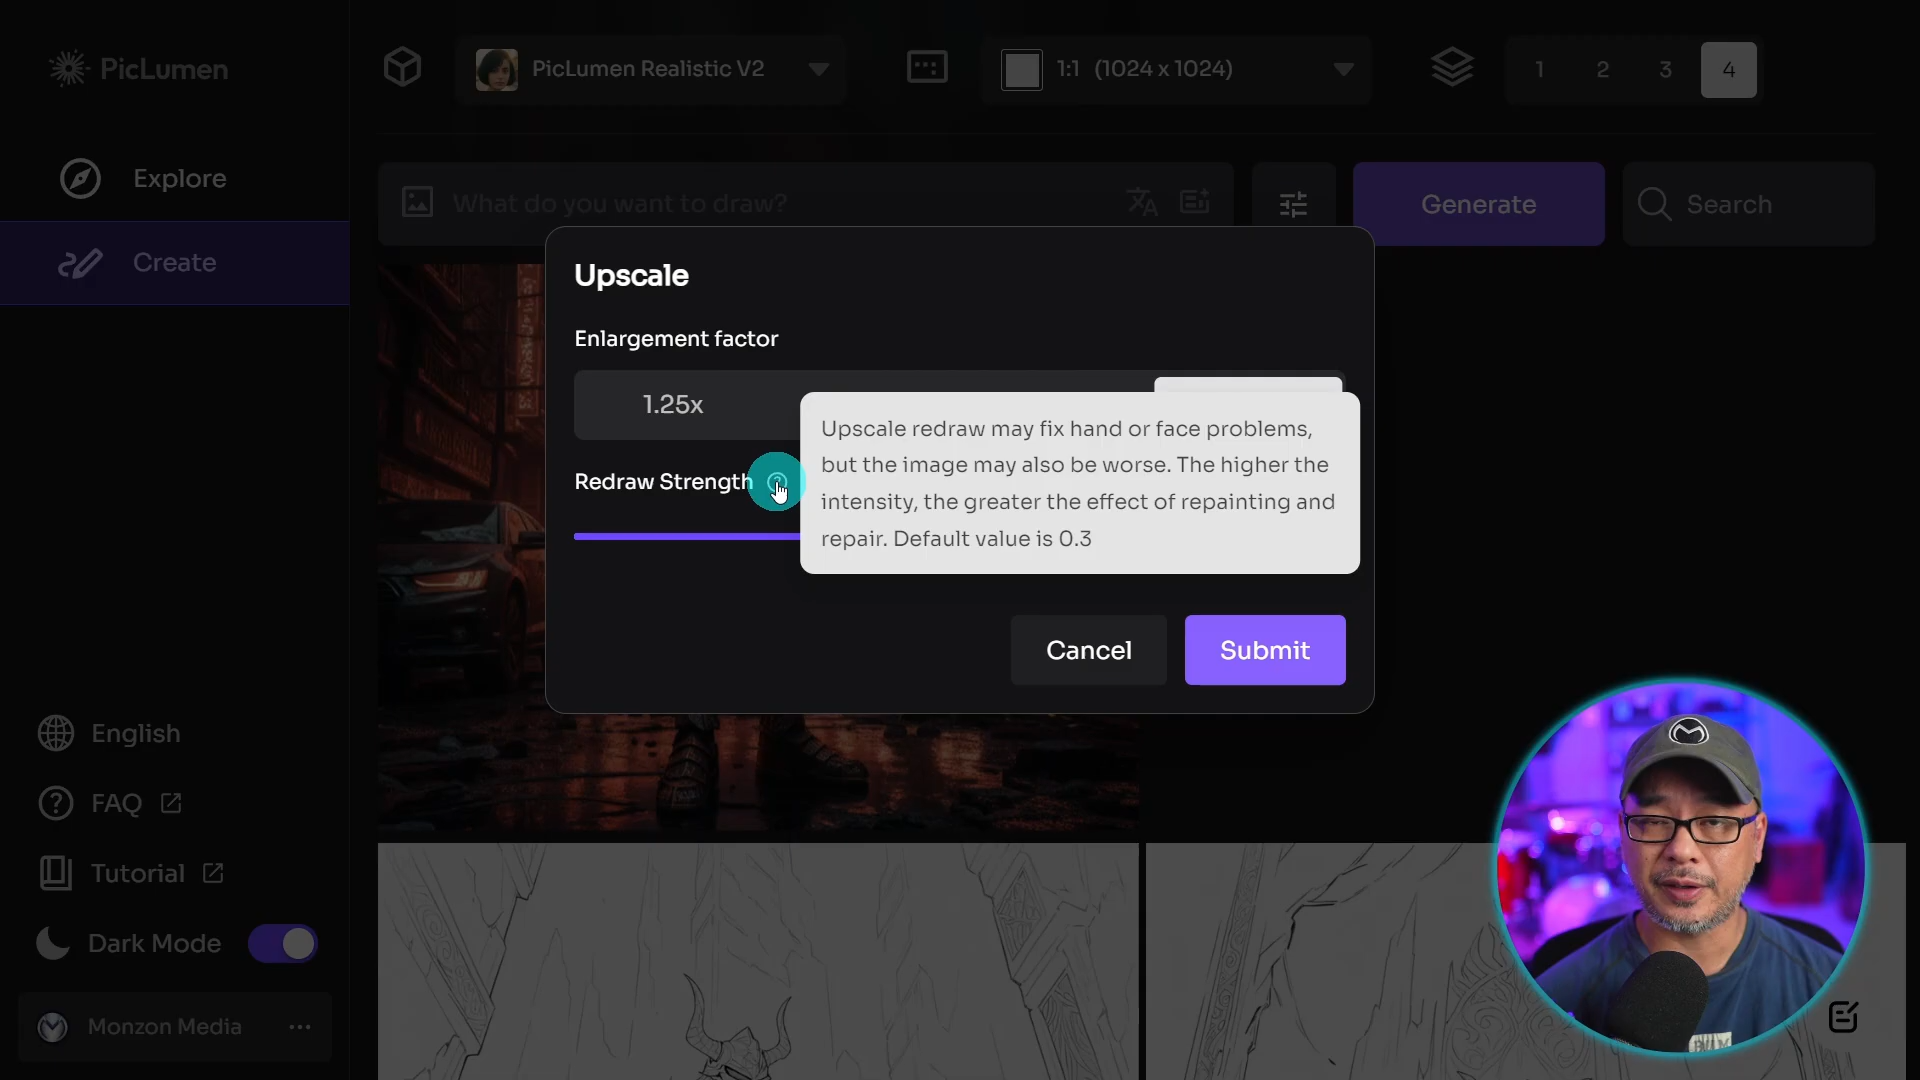 PicLumen
PicLumen Realistic V2
1:1 (1024 x 1024)
1 2 3 4
Explore
What do you want to draw?
Generate
Search
Create
Upscale
Enlargement factor
1.25x
Upscale redraw may fix hand or face problems,
but the image may also be worse. The higher the
intensity, the greater the effect of repainting and
repair. Default value is 0.3
Redraw Strength
Cancel
Submit
English
FAQ
Tutorial
Dark Mode
Monzon Media